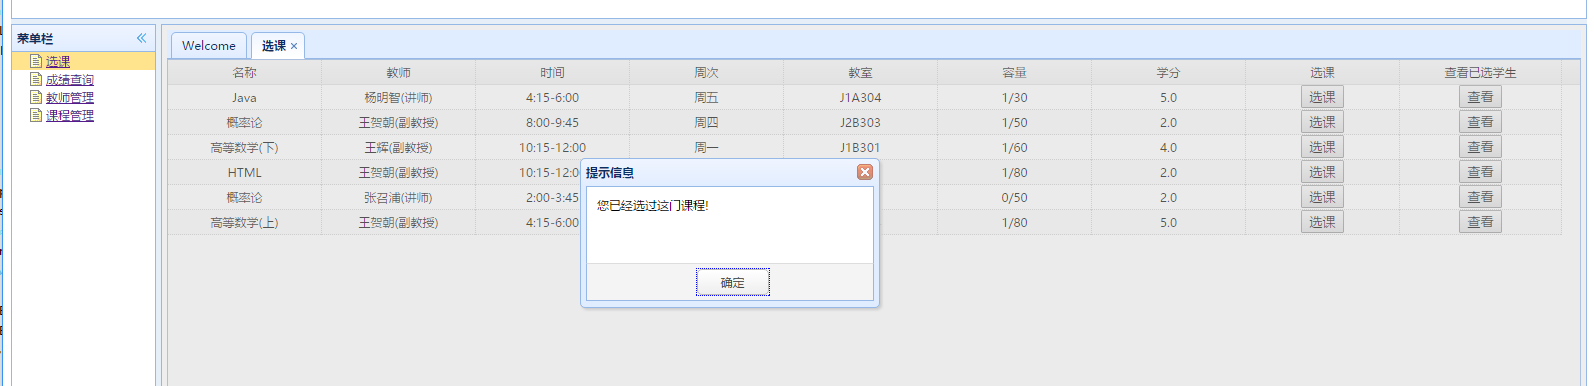 荣单栏
选课
成绩查询
教师管理
课程管理
Welcome 选课
名称 教师 时间 周次 教室 容量 学分 选课 查看已选学生
Java 杨明智(讲师) 4:15-6:00 周五 J1A304 1/30 5.0 选课 查看
概率论 王贺朝(副教授) 8:00-9:45 周四 J2B303 1/50 2.0 选课 查看
高等数学(下) 王辉(副教授) 10:15-12:00 周一 J1B301 1/60 4.0 选课 查看
HTML 王贺朝(副教授) 10:15-12:0 1/80 2.0 选课 查看
概率论 张召浦(讲师) 2:00-3:45 0/50 2.0 选课 查看
高等数学(上) 王贺朝(副教授) 4:15-6:00 1/80 5.0 选课 查看
提示信息
您已经选过这门课程!
确定